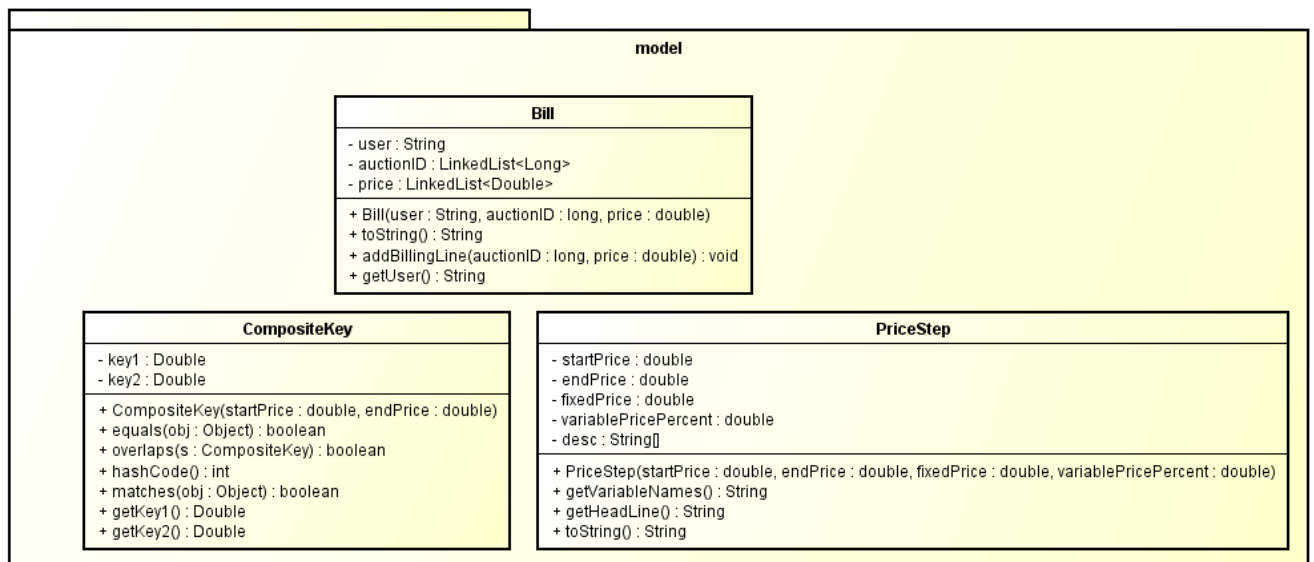 model
Bill
- user : String
- auctionID : LinkedList<Long>
- price : LinkedList<Double>
+ Bill(user : String, auctionID : long, price : double)
+ toString() : String
+ addBillingLine(auctionID : long, price : double) : void
+ getUser() : String
CompositeKey
- key1 : Double
- key2 : Double
+ CompositeKey(startPrice : double, endPrice : double)
+ equals(obj : Object) : boolean
+ overlaps(s : CompositeKey) : boolean
+ hashCode() : int
+ matches(obj : Object) : boolean
+ getKey1() : Double
+ getKey2() : Double
PriceStep
- startPrice : double
- endPrice : double
- fixedPrice : double
- variablePricePercent : double
- desc : String[]
+ PriceStep(startPrice : double, endPrice : double, fixedPrice : double, variablePricePercent : double)
+ getVariableNames() : String
+ getHeadLine() : String
+ toString() : String